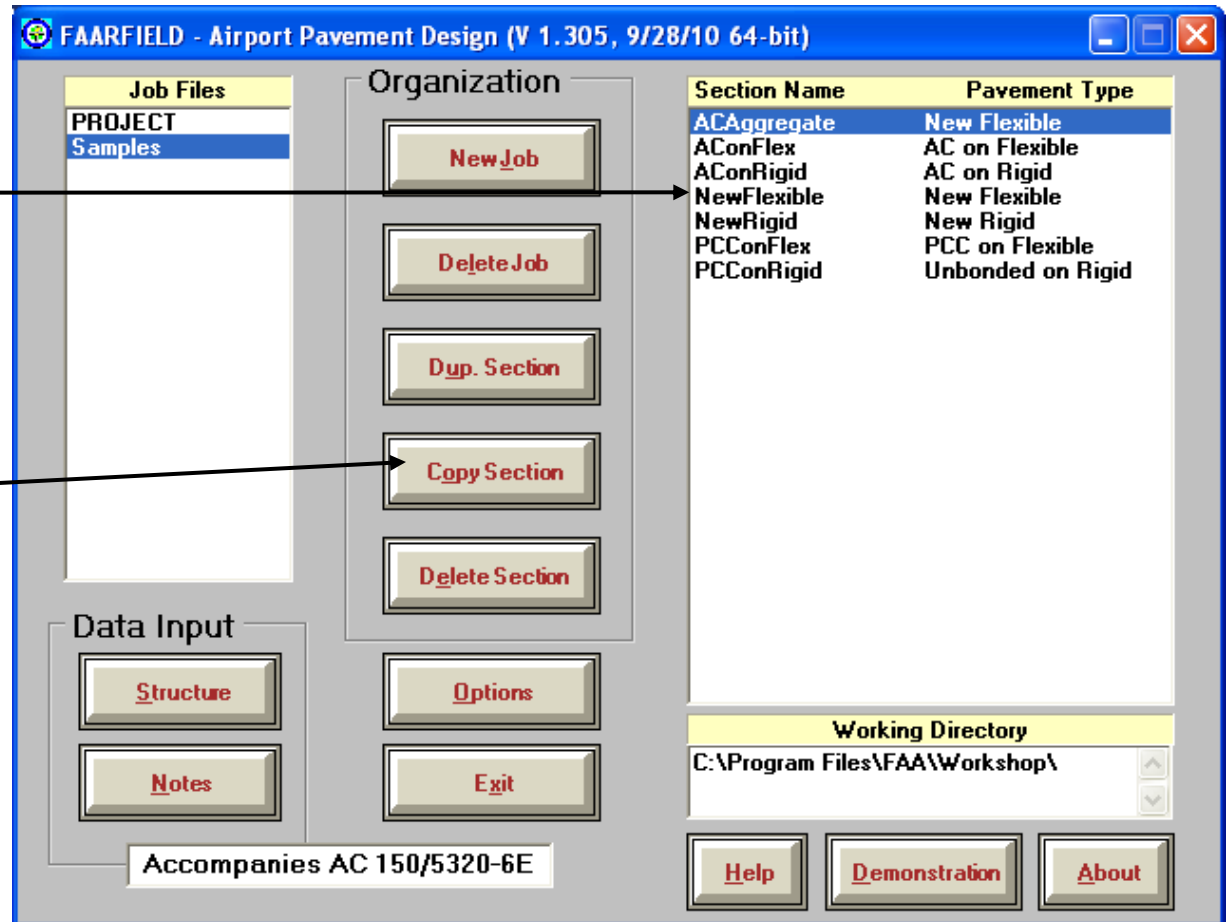 FAARFIELD - Airport Pavement Design (V 1.305, 9/28/10 64-bit)
Job Files
PROJECT
Samples
Organization
New Job
Delete Job
Dup. Section
Copy Section
Delete Section
Section Name Pavement Type
ACAggregate New Flexible
AConFlex AC on Flexible
AConRigid AC on Rigid
NewFlexible New Flexible
NewRigid New Rigid
PCConFlex PCC on Flexible
PCConRigid Unbonded on Rigid
Data Input
Structure
Notes
Options
Exit
Working Directory
C:\Program Files\FAA\Workshop\
Accompanies AC 150/5320-6E
Help
Demonstration
About